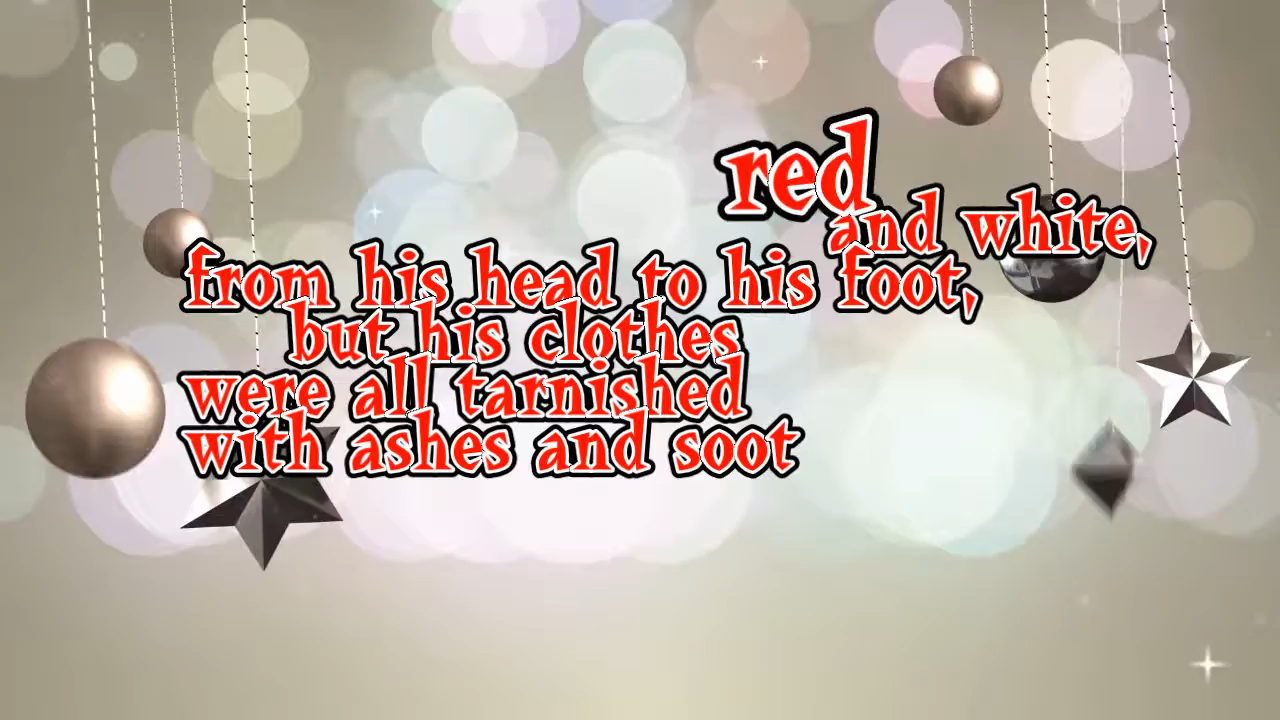 red
and white,
from his head to his foot,
but his clothes
were all tarnished
with ashes and soot